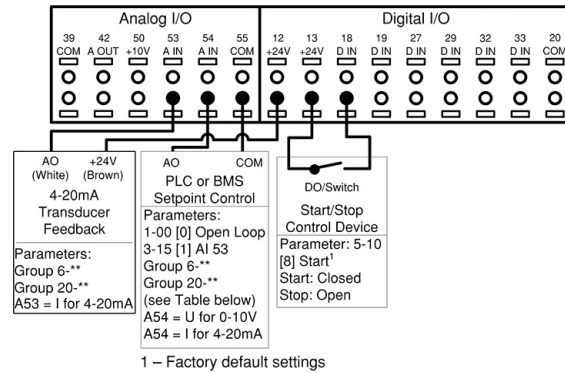 Analog I/O
Digital I/O
39 42 50 53 54 55 12 13 18 19 27 29 32 33 20
COM A OUT +10V A IN A IN COM +24V +24V D IN D IN D IN D IN D IN D IN COM
AO +24V
(White) (Brown)
4-20mA
Transducer
Feedback
Parameters:
Group 6-**
Group 20-**
A53 = I for 4-20mA
AO COM
PLC or BMS
Setpoint Control
Parameters:
1-00 [0] Open Loop
3-15 [1] AI 53
Group 6-**
Group 20-**
(see Table below)
A54 = U for 0-10V
A54 = I for 4-20mA
DO/Switch
Start/Stop
Control Device
Parameter: 5-10
[8] Start1
Start: Closed
Stop: Open
1 – Factory default settings